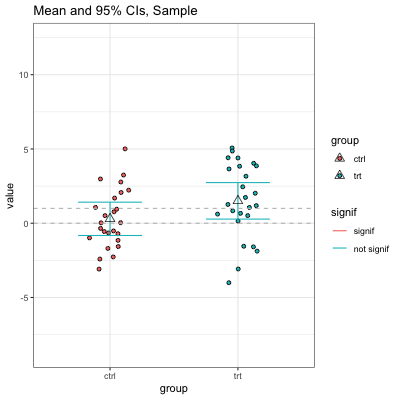 Mean and 95% CIs, Sample
value
10
5
0
-5
ctrl
trt
group
group
ctrl
trt
signif
signif
not signif